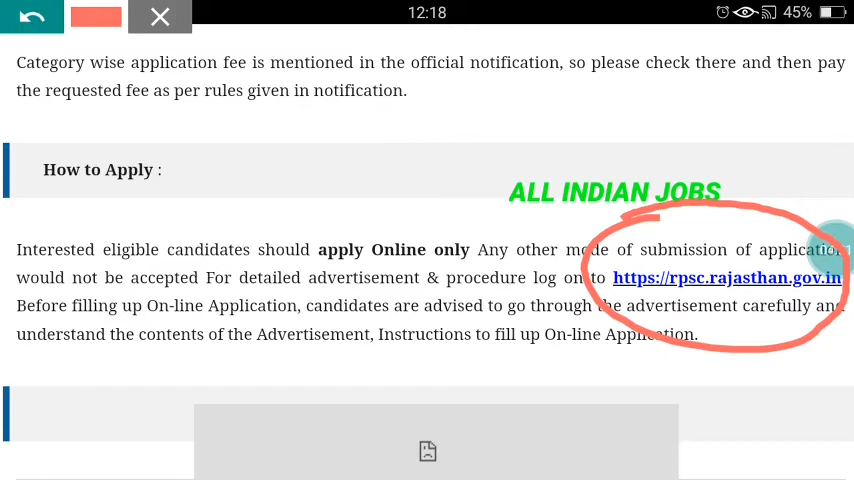 12:18
45%
Category wise application fee is mentioned in the official notification, so please check there and then pay
the requested fee as per rules given in notification.
How to Apply :
ALL INDIAN JOBS
Interested eligible candidates should apply Online only Any other mode of submission of application
would not be accepted For detailed advertisement & procedure log on to https://rpsc.rajasthan.gov.in
Before filling up On-line Application, candidates are advised to go through the advertisement carefully and
understand the contents of the Advertisement, Instructions to fill up On-line Application.